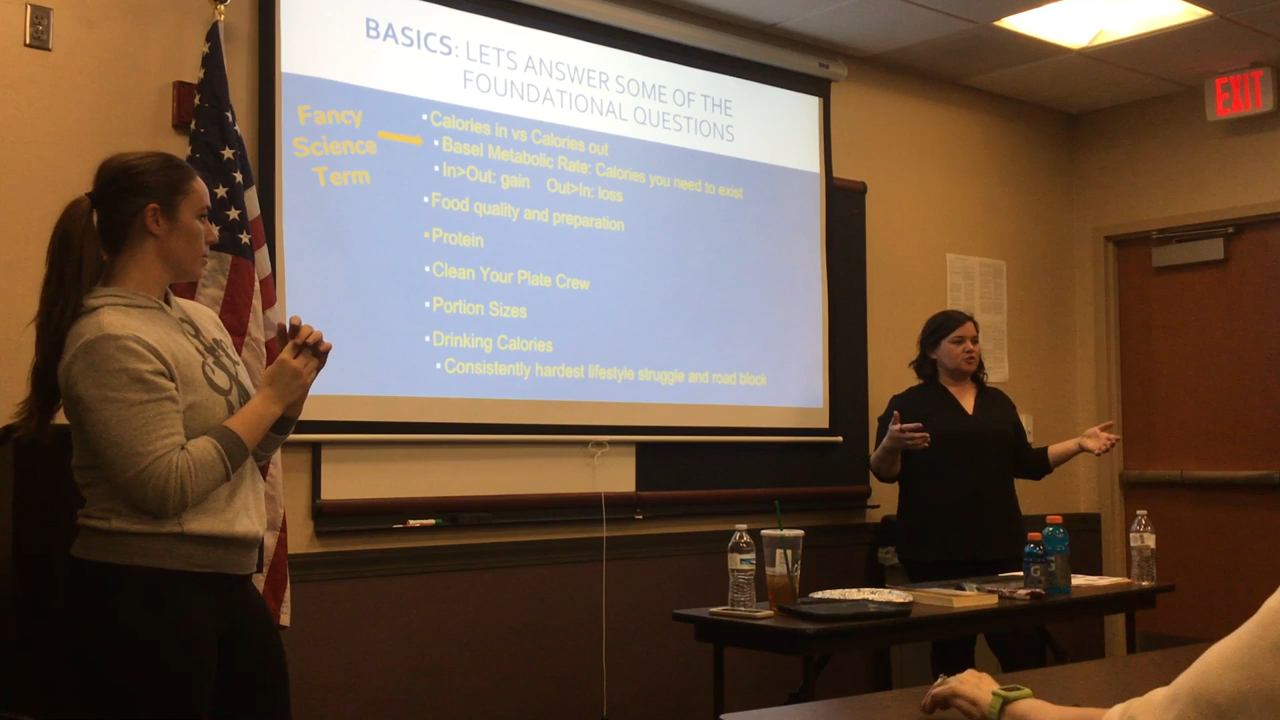 BASICS: LETS ANSWER SOME OF THE
FOUNDATIONAL QUESTIONS
Fancy
Science
Term
▪Calories in vs Calories out
▪Basel Metabolic Rate: Calories you need to exist
▪In>Out: gain Out>In: loss
▪Food quality and preparation
▪Protein
▪Clean Your Plate Crew
▪Portion Sizes
▪Drinking Calories
▪Consistently hardest lifestyle struggle and road block
EXIT